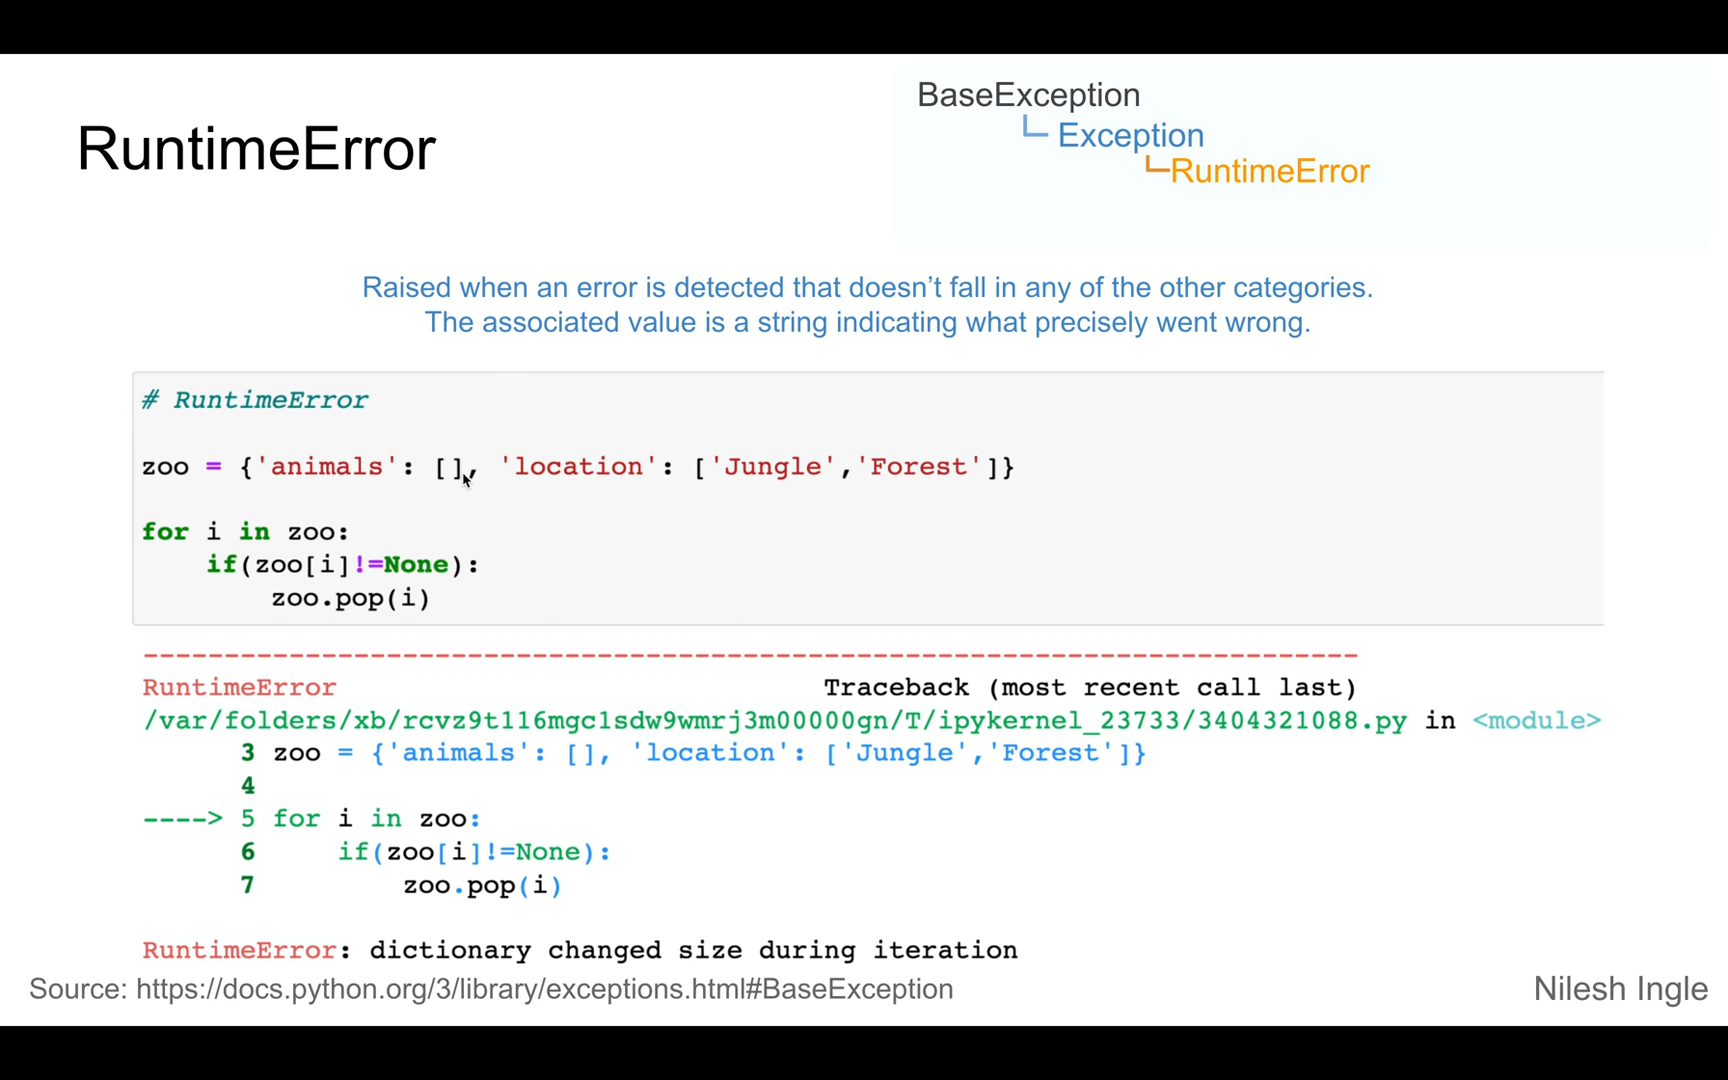 RuntimeError
BaseException
Exception
RuntimeError
Raised when an error is detected that doesn’t fall in any of the other categories.
The associated value is a string indicating what precisely went wrong.
# RuntimeError
zoo = {'animals': [], 'location': ['Jungle','Forest']}
for i in zoo:
    if(zoo[i]!=None):
        zoo.pop(i)
---------------------------------------------------------------------------
RuntimeError                              Traceback (most recent call last)
/var/folders/xb/rcvz9t116mgc1sdw9wmrj3m00000gn/T/ipykernel_23733/3404321088.py in <module>
      3 zoo = {'animals': [], 'location': ['Jungle','Forest']}
      4
----> 5 for i in zoo:
      6     if(zoo[i]!=None):
      7         zoo.pop(i)
RuntimeError: dictionary changed size during iteration
Source: https://docs.python.org/3/library/exceptions.html#BaseException
Nilesh Ingle